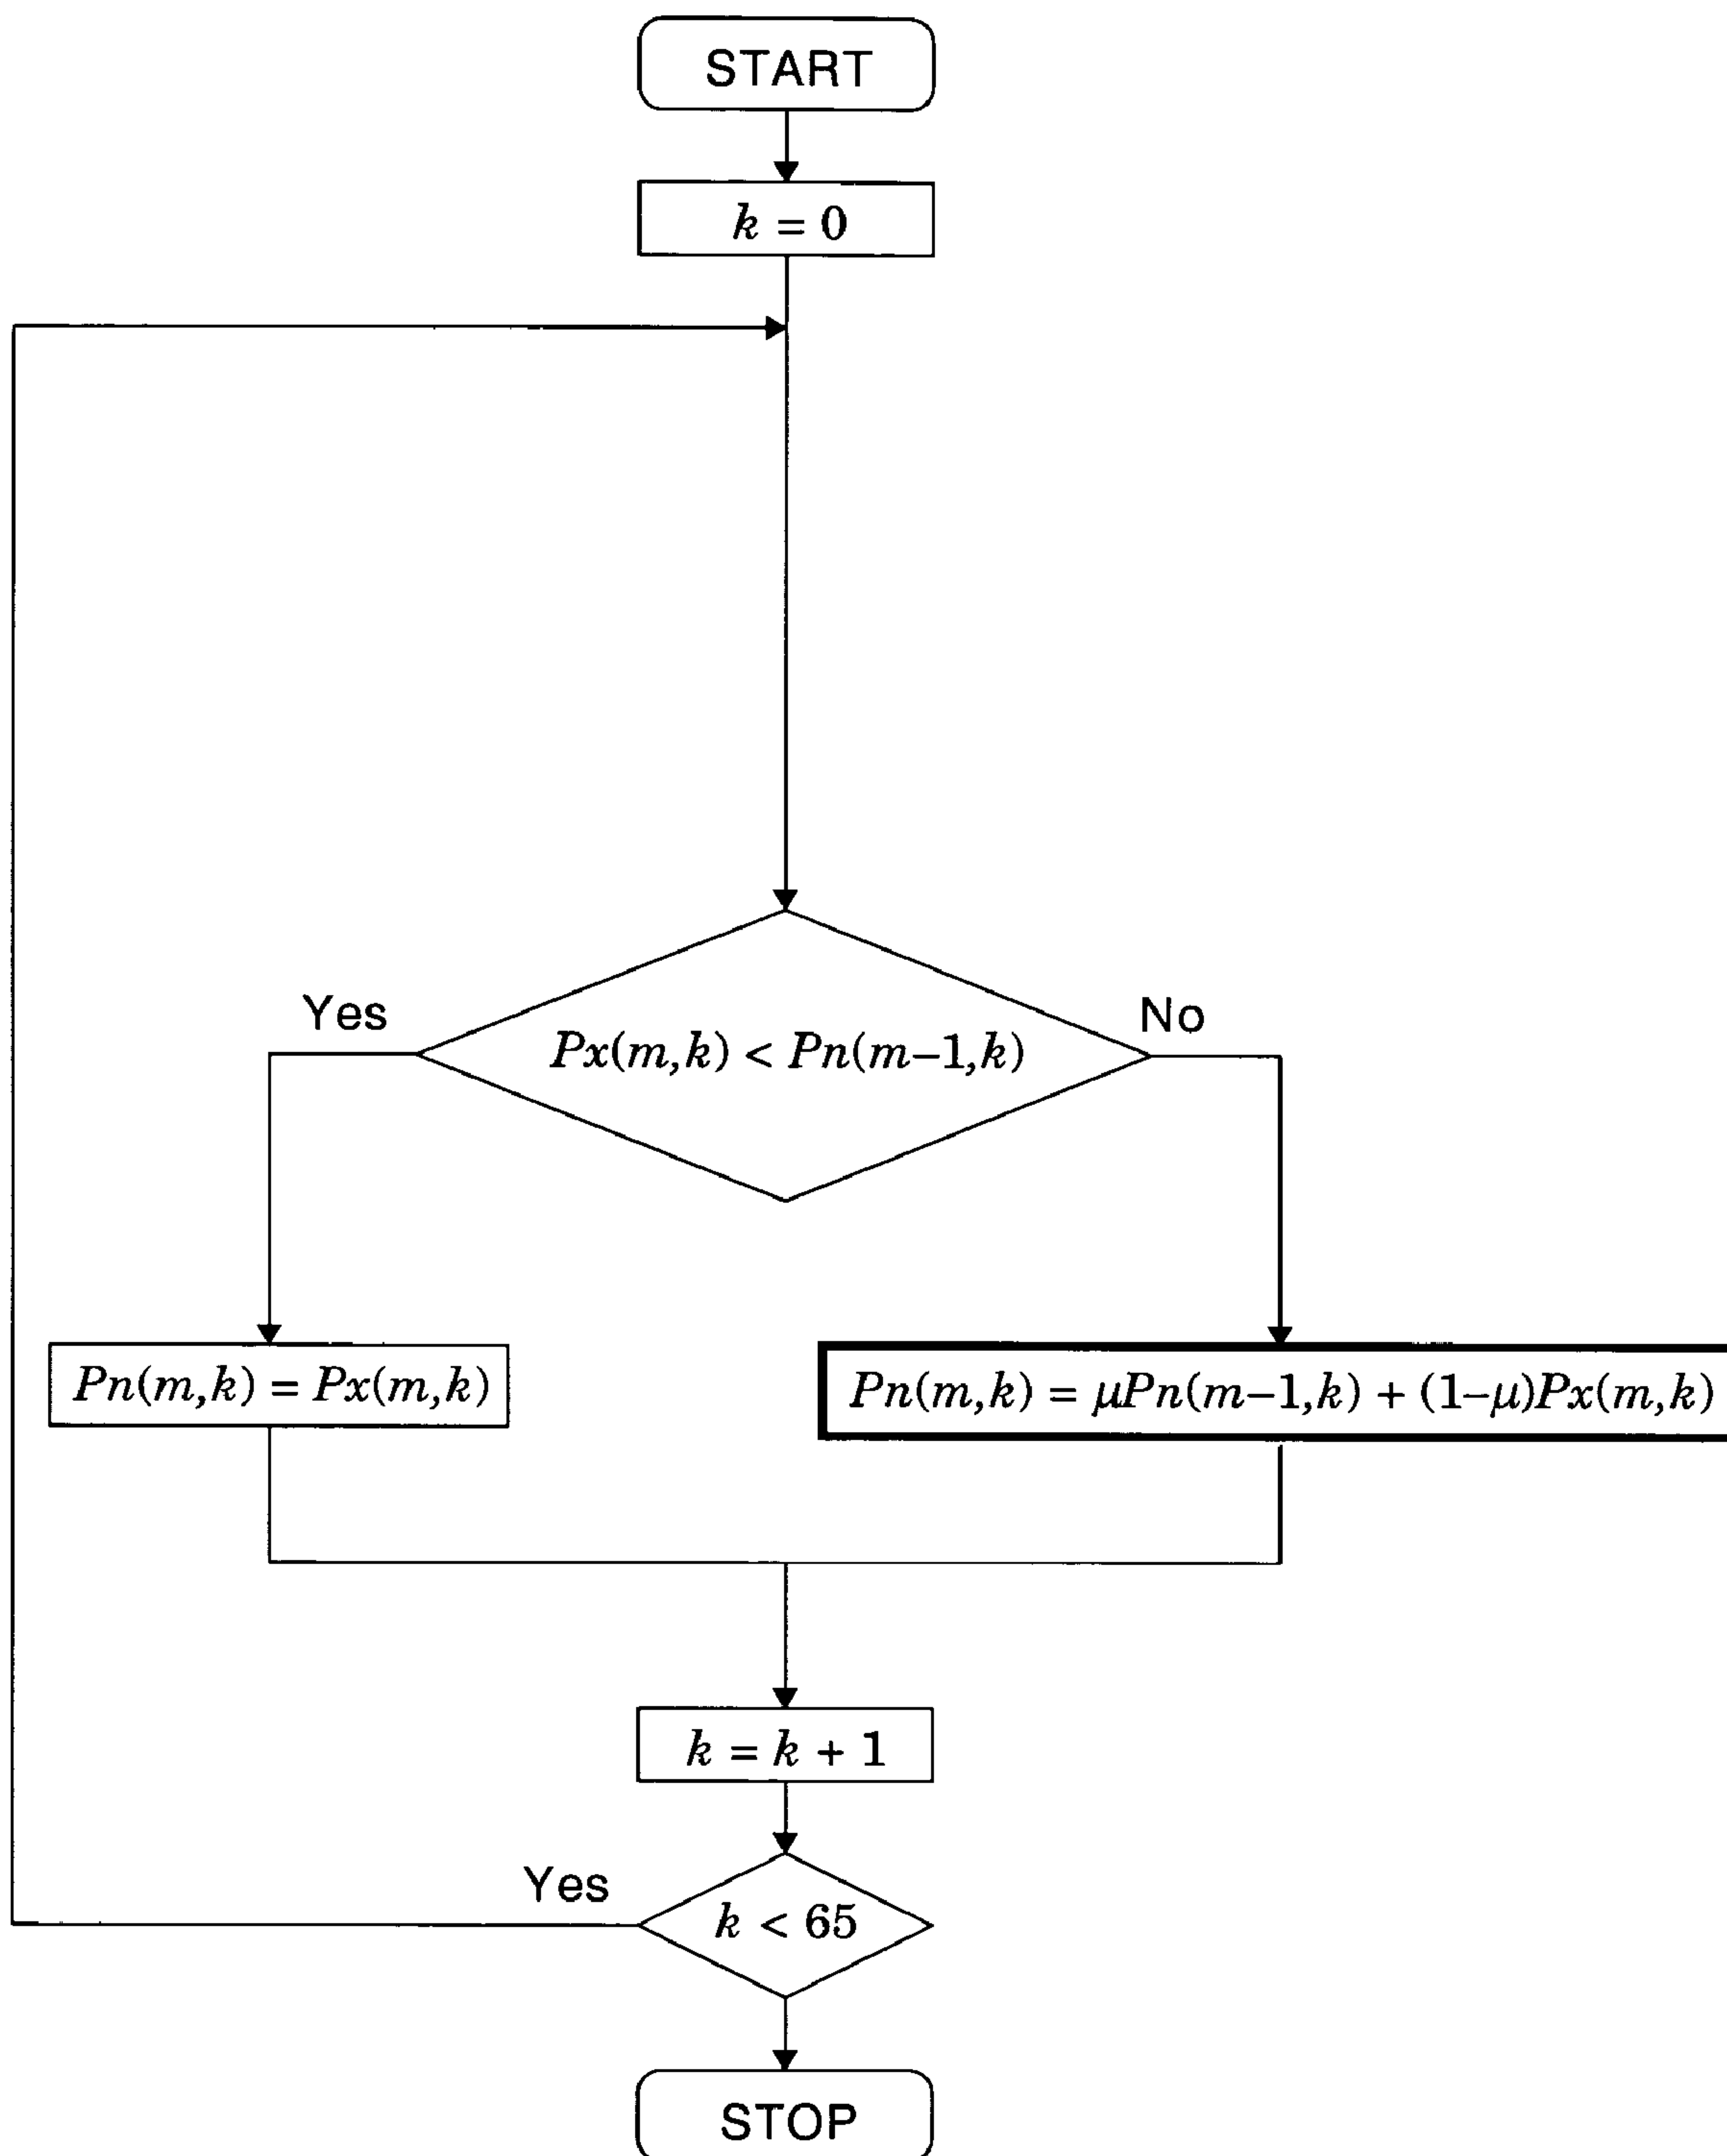 START
k = 0
Yes
No
Px(m,k) < Pn(m−1,k)
Pn(m,k) = Px(m,k)
Pn(m,k) = μPn(m−1,k) + (1−μ)Px(m,k)
k = k + 1
Yes
k < 65
STOP